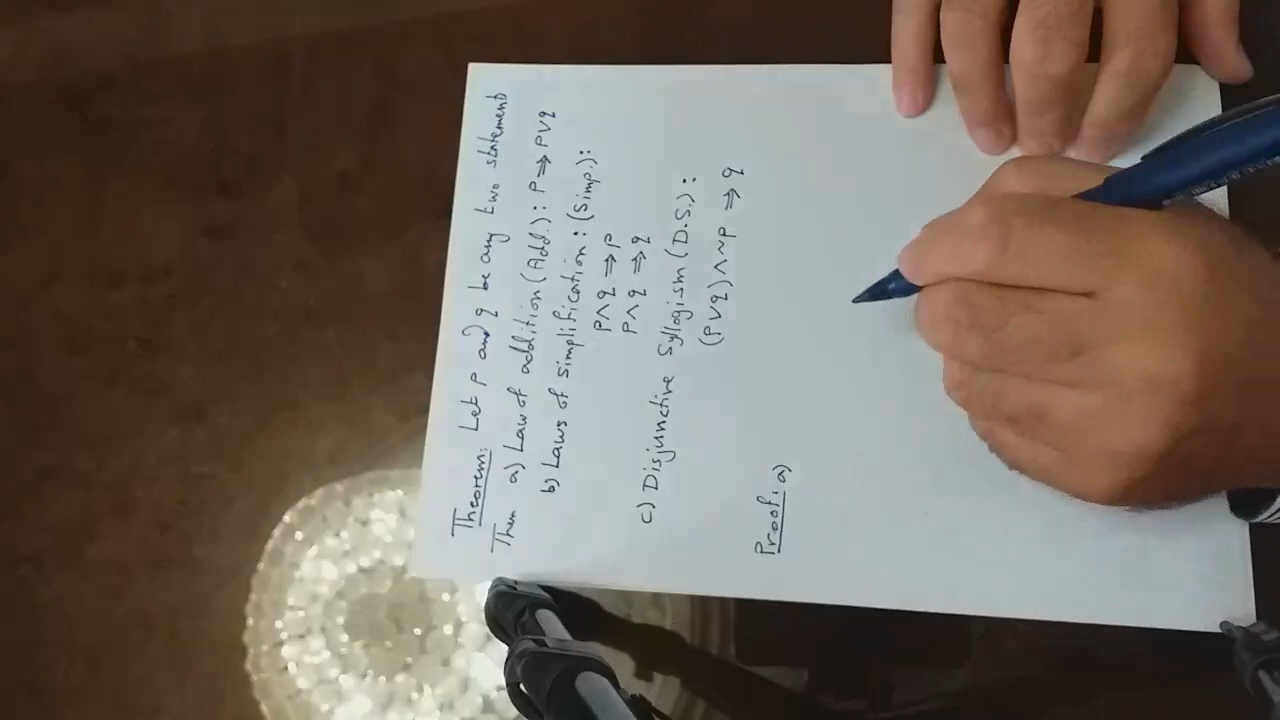 Theorem: Let p and q be any two statement
Then a) Law of addition (Add.): p ⇒ p∨q
b) Laws of simplification: (Simp.):
p∧q ⇒ p
p∧q ⇒ q
c) Disjunctive Syllogism (D.S.):
(p∨q)∧~p ⇒ q
Proof: a)